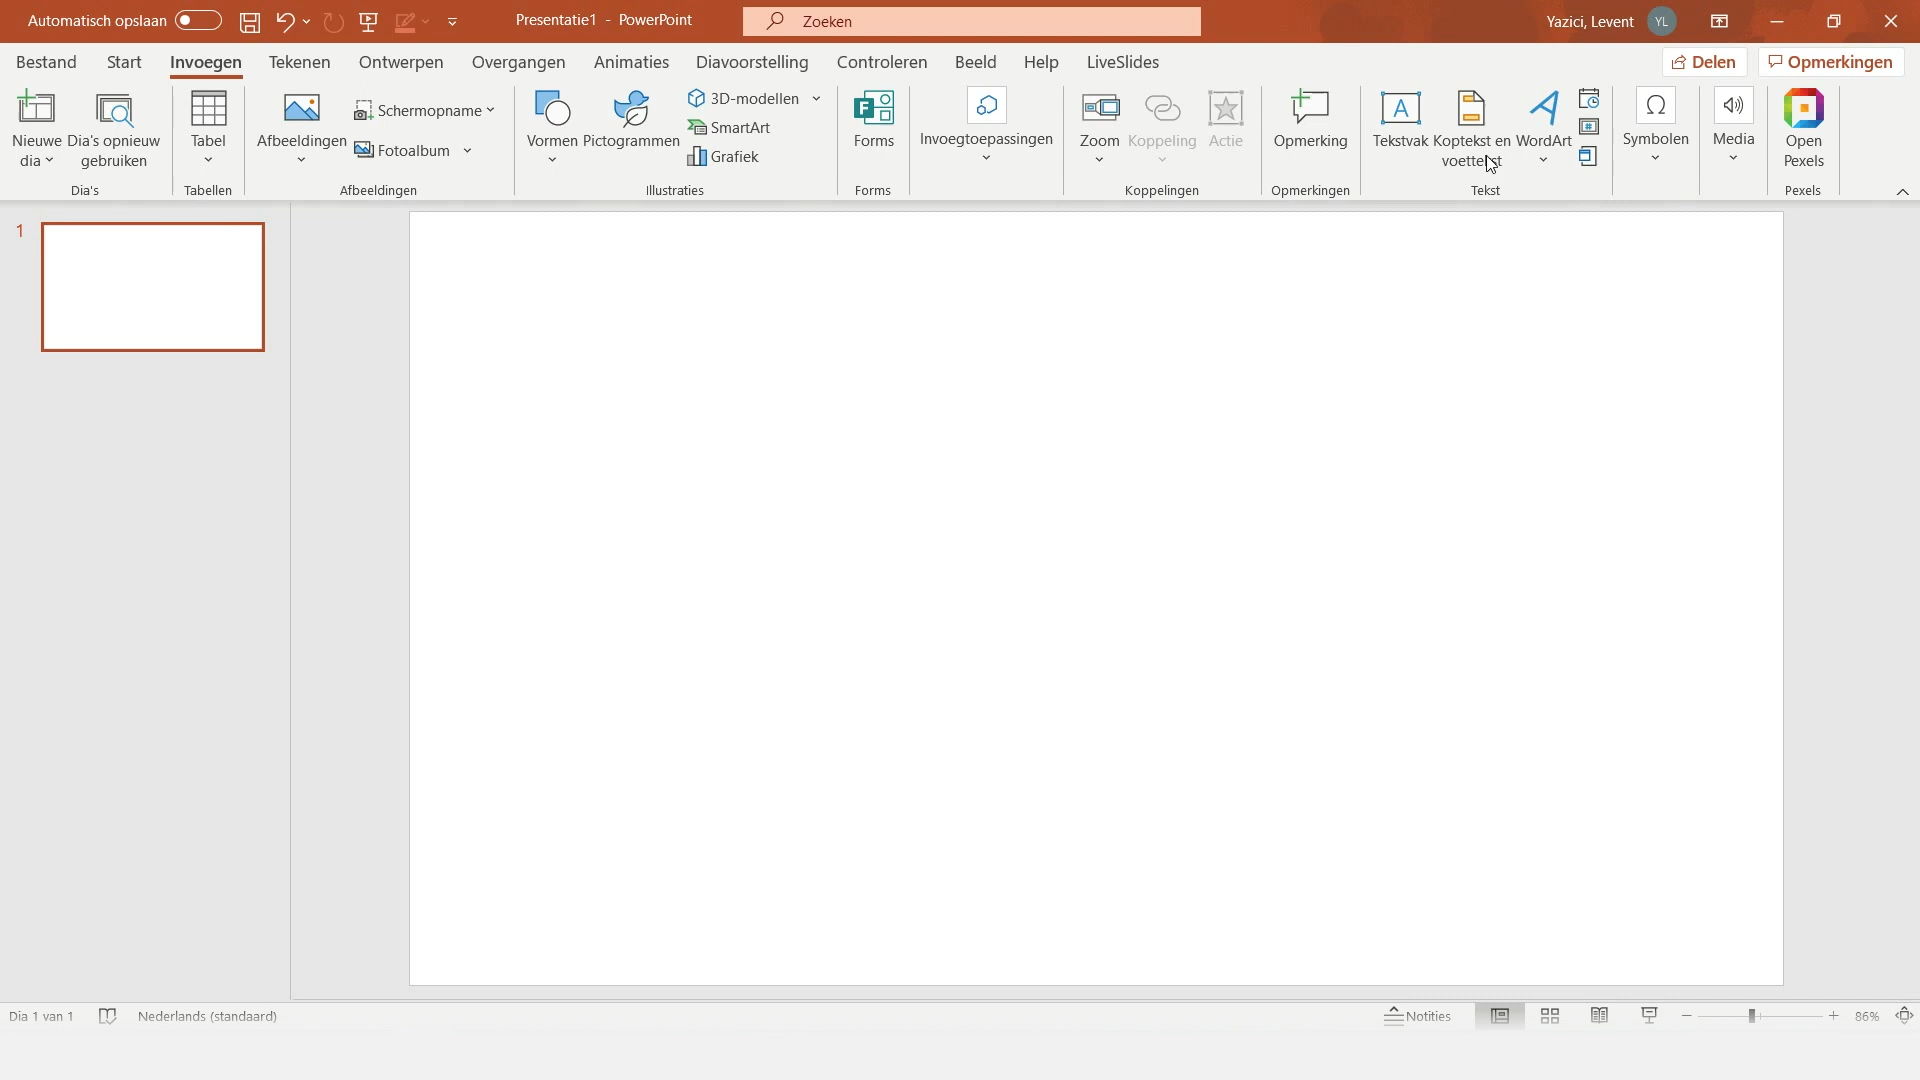 Automatisch opslaan
Presentatie1 - PowerPoint
Zoeken
Yazici, Levent
YL
Bestand Start Invoegen Tekenen Ontwerpen Overgangen Animaties Diavoorstelling Controleren Beeld Help LiveSlides
Delen
Opmerkingen
Nieuwe dia
Dia's opnieuw gebruiken
Dia's
Tabel
Tabellen
Afbeeldingen
Schermopname
Fotoalbum
Afbeeldingen
Vormen
Pictogrammen
3D-modellen
SmartArt
Grafiek
Illustraties
Forms
Forms
Invoegtoepassingen
Zoom
Koppeling
Actie
Koppelingen
Opmerking
Opmerkingen
Tekstvak
Koptekst en voettekst
WordArt
Tekst
Symbolen
Media
Open Pexels
Pexels
1
Dia 1 van 1
Nederlands (standaard)
Notities
86%